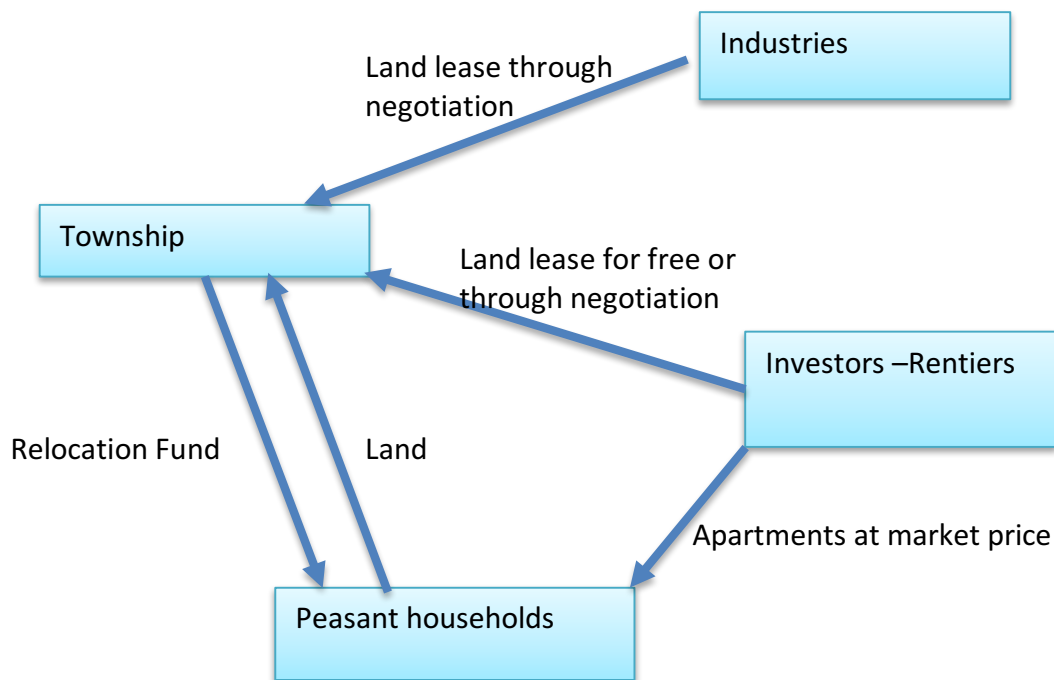 Industries
Land lease through
negotiation
Township
Land lease for free or
through negotiation
Investors –Rentiers
Relocation Fund
Land
Apartments at market price
Peasant households